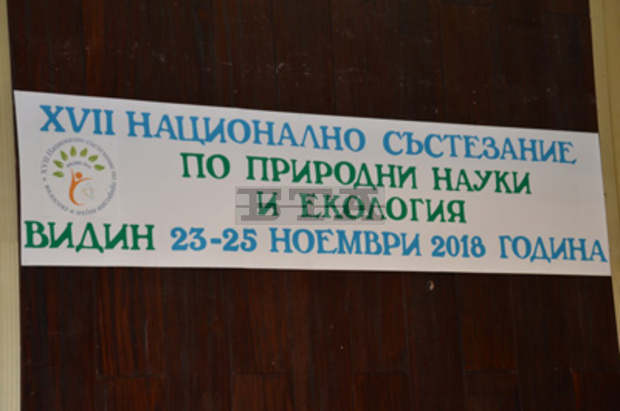 XVII НАЦИОНАЛНО СЪСТЕЗАНИЕ
ПО ПРИРОДНИ НАУКИ
И ЕКОЛОГИЯ
ВИДИН 23-25 НОЕМВРИ 2018 ГОДИНА